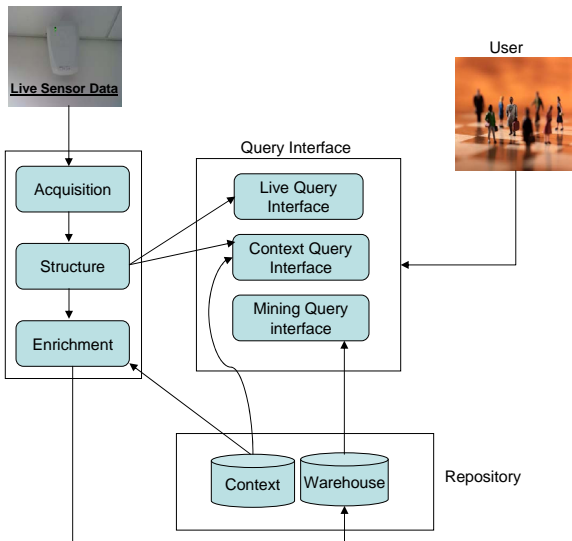 User
Live Sensor Data
Query Interface
Acquisition
Live Query
Interface
Structure
Context Query
Interface
Mining Query
interface
Enrichment
Context
Warehouse
Repository